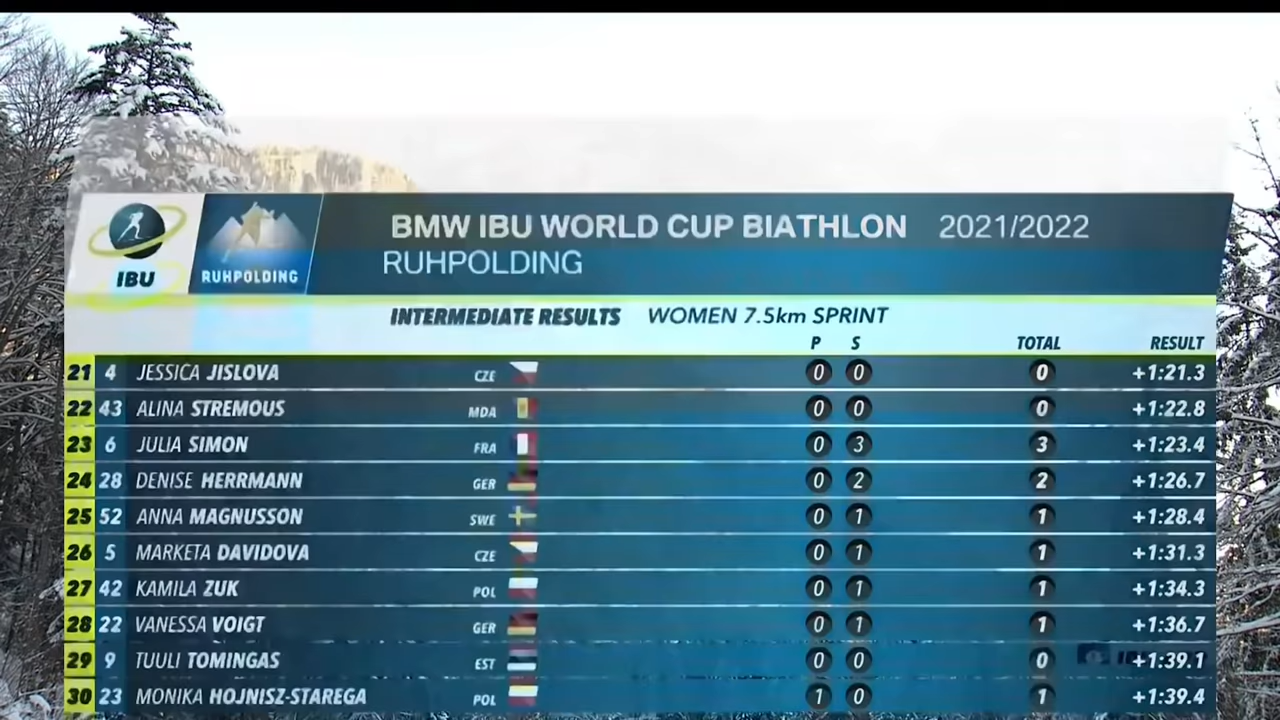 BMW IBU WORLD CUP BIATHLON 2021/2022
IBU RUHPOLDING RUHPOLDING
INTERMEDIATE RESULTS WOMEN 7.5km SPRINT
P S TOTAL RESULT
21 4 JESSICA JISLOVA CZE 0 0 0 +1:21.3
22 43 ALINA STREMOUS MDA 0 0 0 +1:22.8
23 6 JULIA SIMON FRA 0 3 3 +1:23.4
24 28 DENISE HERRMANN GER 0 2 2 +1:26.7
25 52 ANNA MAGNUSSON SWE 0 1 1 +1:28.4
26 5 MARKETA DAVIDOVA CZE 0 1 1 +1:31.3
27 42 KAMILA ZUK POL 0 1 1 +1:34.3
28 22 VANESSA VOIGT GER 0 1 1 +1:36.7
29 9 TUULI TOMINGAS EST 0 0 0 +1:39.1
30 23 MONIKA HOJNISZ-STAREGA POL 1 0 1 +1:39.4